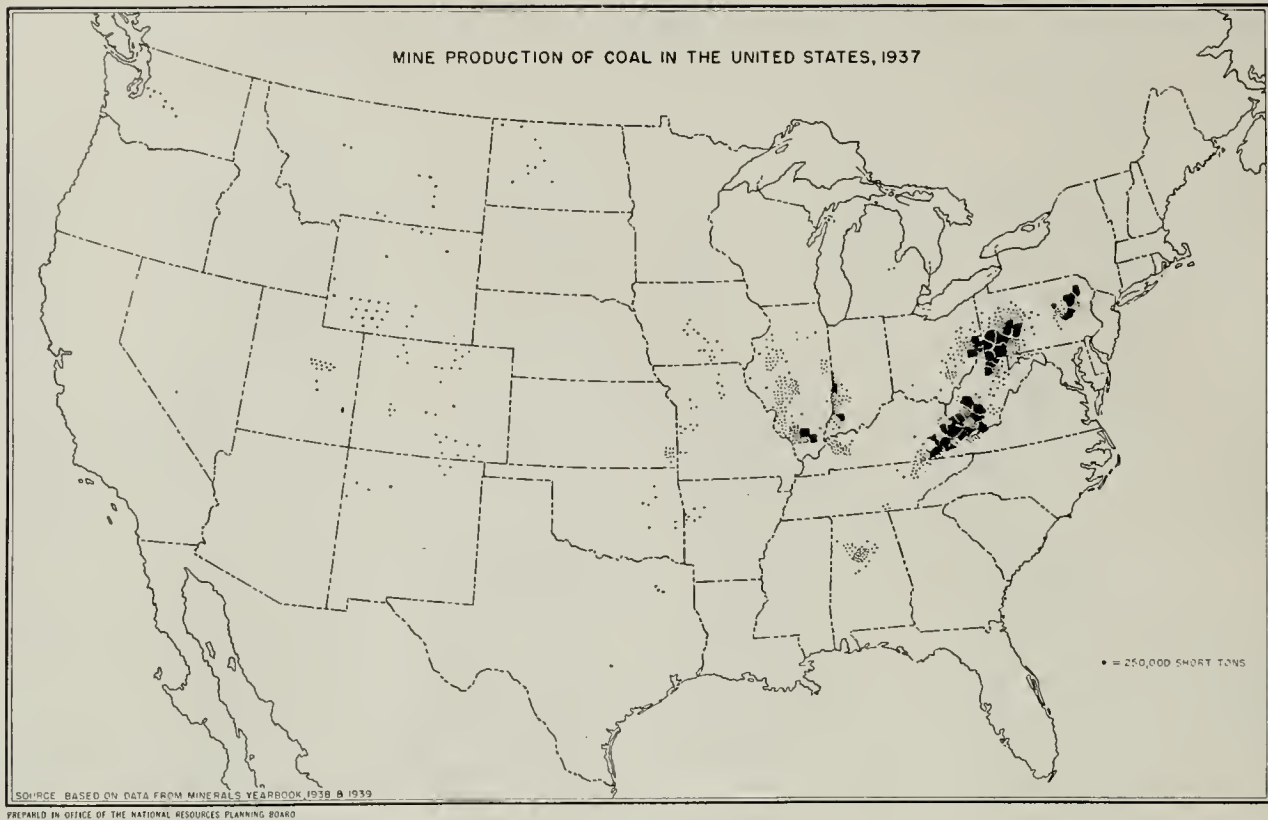 MINE PRODUCTION OF COAL IN THE UNITED STATES, 1937
• = 250,000 SHORT TONS
SOURCE BASED ON DATA FROM MINERALS YEARBOOK, 1938 & 1939
PREPARED IN OFFICE OF THE NATIONAL RESOURCES PLANNING BOARD